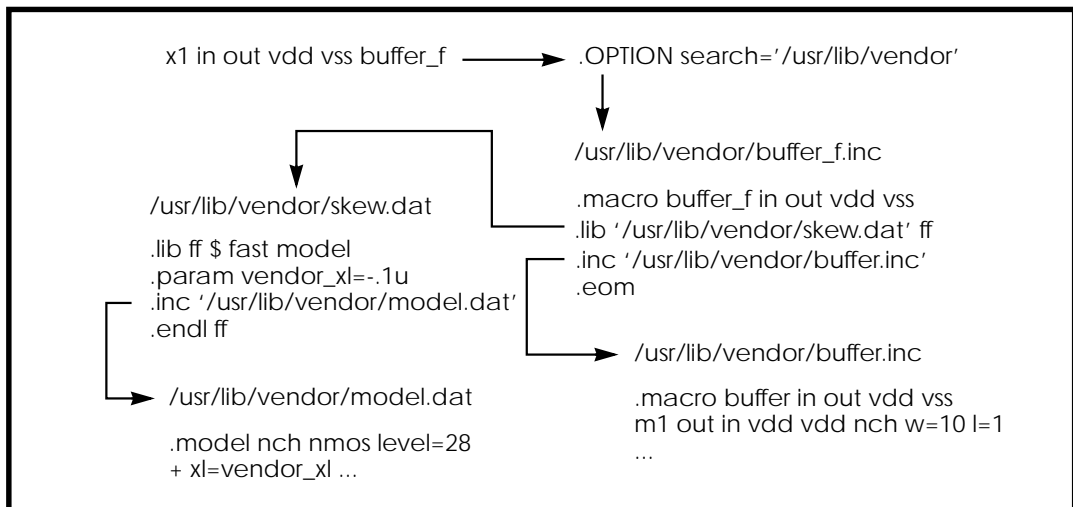 x1 in out vdd vss buffer_f
.OPTION search=’/usr/lib/vendor’
/usr/lib/vendor/buffer_f.inc
.macro buffer_f in out vdd vss
.lib ‘/usr/lib/vendor/skew.dat’ ff
.inc ‘/usr/lib/vendor/buffer.inc’
.eom
/usr/lib/vendor/skew.dat
.lib ff $ fast model
.param vendor_xl=-.1u
.inc ‘/usr/lib/vendor/model.dat’
.endl ff
/usr/lib/vendor/model.dat
.model nch nmos level=28
+ xl=vendor_xl ...
/usr/lib/vendor/buffer.inc
.macro buffer in out vdd vss
m1 out in vdd vdd nch w=10 l=1
...